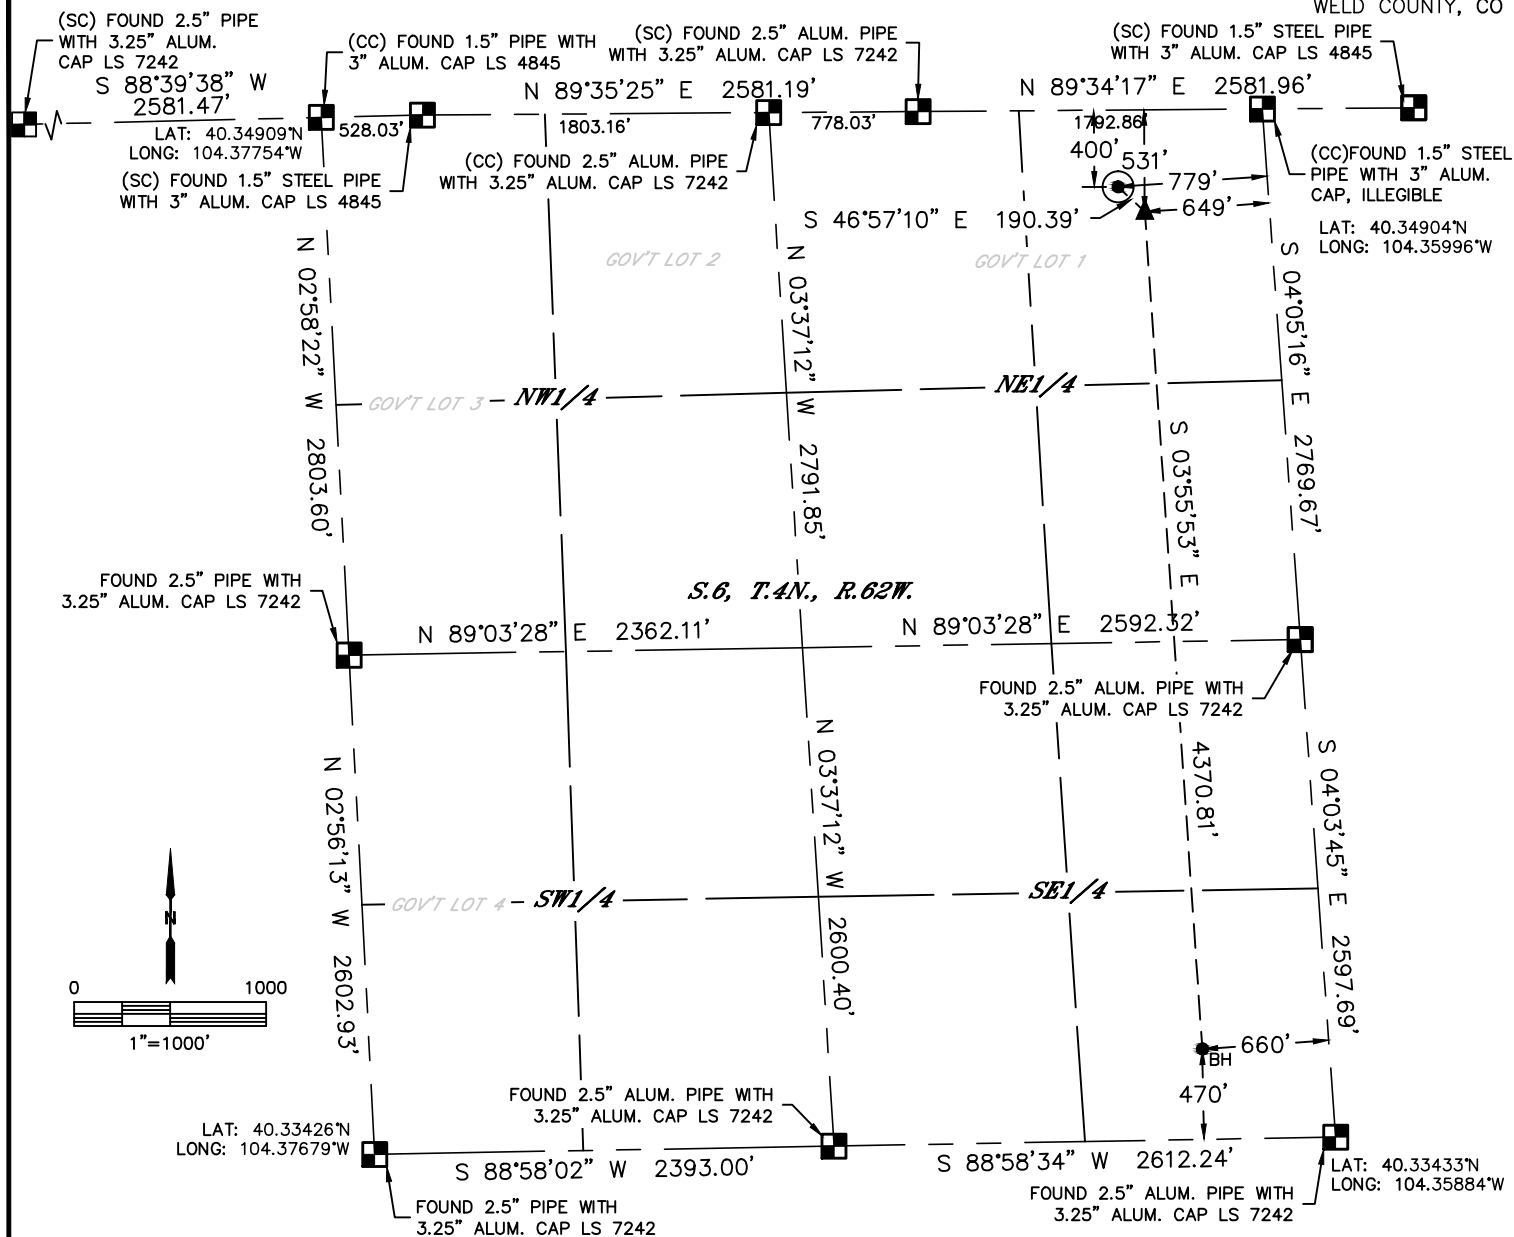 WELD COUNTY, CO
(SC) FOUND 2.5" PIPE
WITH 3.25" ALUM.
CAP LS 7242
(CC) FOUND 1.5" PIPE WITH
3" ALUM. CAP LS 4845
(SC) FOUND 2.5" ALUM. PIPE
WITH 3.25" ALUM. CAP LS 7242
(SC) FOUND 1.5" STEEL PIPE
WITH 3" ALUM. CAP LS 4845
S 88°39'38" W
2581.47'
N 89°35'25" E 2581.19'
N 89°34'17" E 2581.96'
LAT: 40.34909°N
LONG: 104.37754°W
528.03'
1803.16'
778.03'
1792.86'
(SC) FOUND 1.5" STEEL PIPE
WITH 3" ALUM. CAP LS 4845
(CC) FOUND 2.5" ALUM. PIPE
WITH 3.25" ALUM. CAP LS 7242
400'
531'
779'
649'
(CC)FOUND 1.5" STEEL
PIPE WITH 3" ALUM.
CAP, ILLEGIBLE
LAT: 40.34904°N
LONG: 104.35996°W
S 46°57'10" E 190.39'
GOV'T LOT 2
GOV'T LOT 1
N 02°58'22" W 2803.60'
N 03°37'12" W 2791.85'
S 04°05'16" E 2769.67'
GOV'T LOT 3
NW1/4
NE1/4
S 03°55'53" E 4370.81'
FOUND 2.5" PIPE WITH
3.25" ALUM. CAP LS 7242
S.6, T.4N., R.62W.
N 89°03'28" E 2362.11'
N 89°03'28" E 2592.32'
FOUND 2.5" ALUM. PIPE WITH
3.25" ALUM. CAP LS 7242
N 02°56'13" W 2602.93'
N 03°37'12" W 2600.40'
S 04°03'45" E 2597.69'
GOV'T LOT 4
SW1/4
SE1/4
N
0 1000
1"=1000'
660'
BH
470'
FOUND 2.5" ALUM. PIPE WITH
3.25" ALUM. CAP LS 7242
LAT: 40.33426°N
LONG: 104.37679°W
S 88°58'02" W 2393.00'
S 88°58'34" W 2612.24'
LAT: 40.33433°N
LONG: 104.35884°W
FOUND 2.5" PIPE WITH
3.25" ALUM. CAP LS 7242
FOUND 2.5" ALUM. PIPE WITH
3.25" ALUM. CAP LS 7242